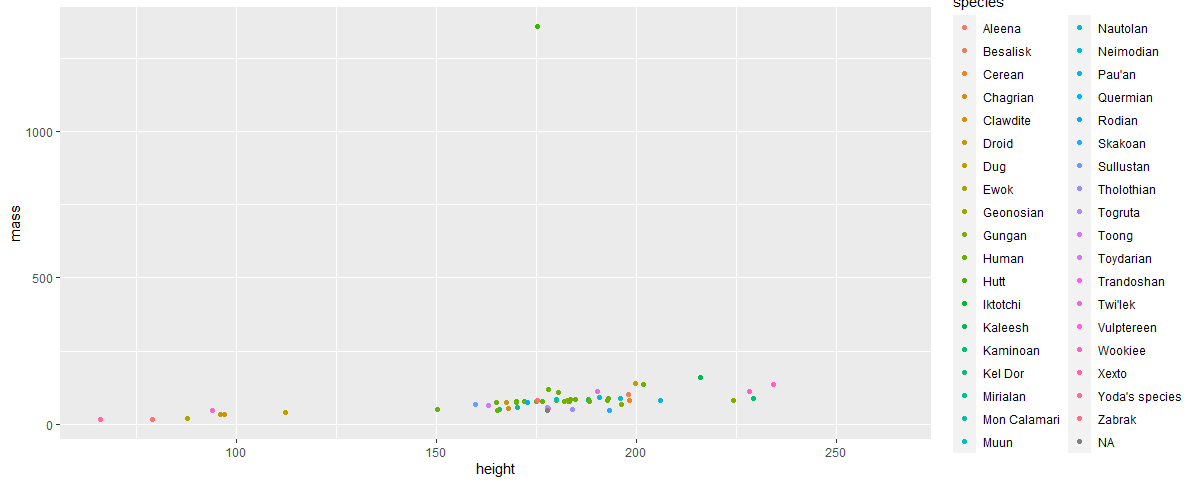 species
Aleena
Besalisk
Cerean
Chagrian
Clawdite
Droid
Dug
Ewok
Geonosian
Gungan
Human
Hutt
Iktotchi
Kaleesh
Kaminoan
Kel Dor
Mirialan
Mon Calamari
Muun
Nautolan
Neimodian
Pau'an
Quermian
Rodian
Skakoan
Sullustan
Tholothian
Togruta
Toong
Toydarian
Trandoshan
Twi'lek
Vulptereen
Wookiee
Xexto
Yoda's species
Zabrak
NA
mass
1000
500
0
100
150
200
250
height